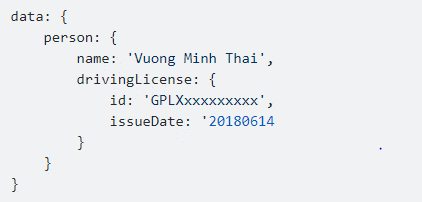 data: {
    person: {
        name: 'Vuong Minh Thai',
        drivingLicense: {
            id: 'GPLXxxxxxxxxx',
            issueDate: '20180614
        }
    }
}